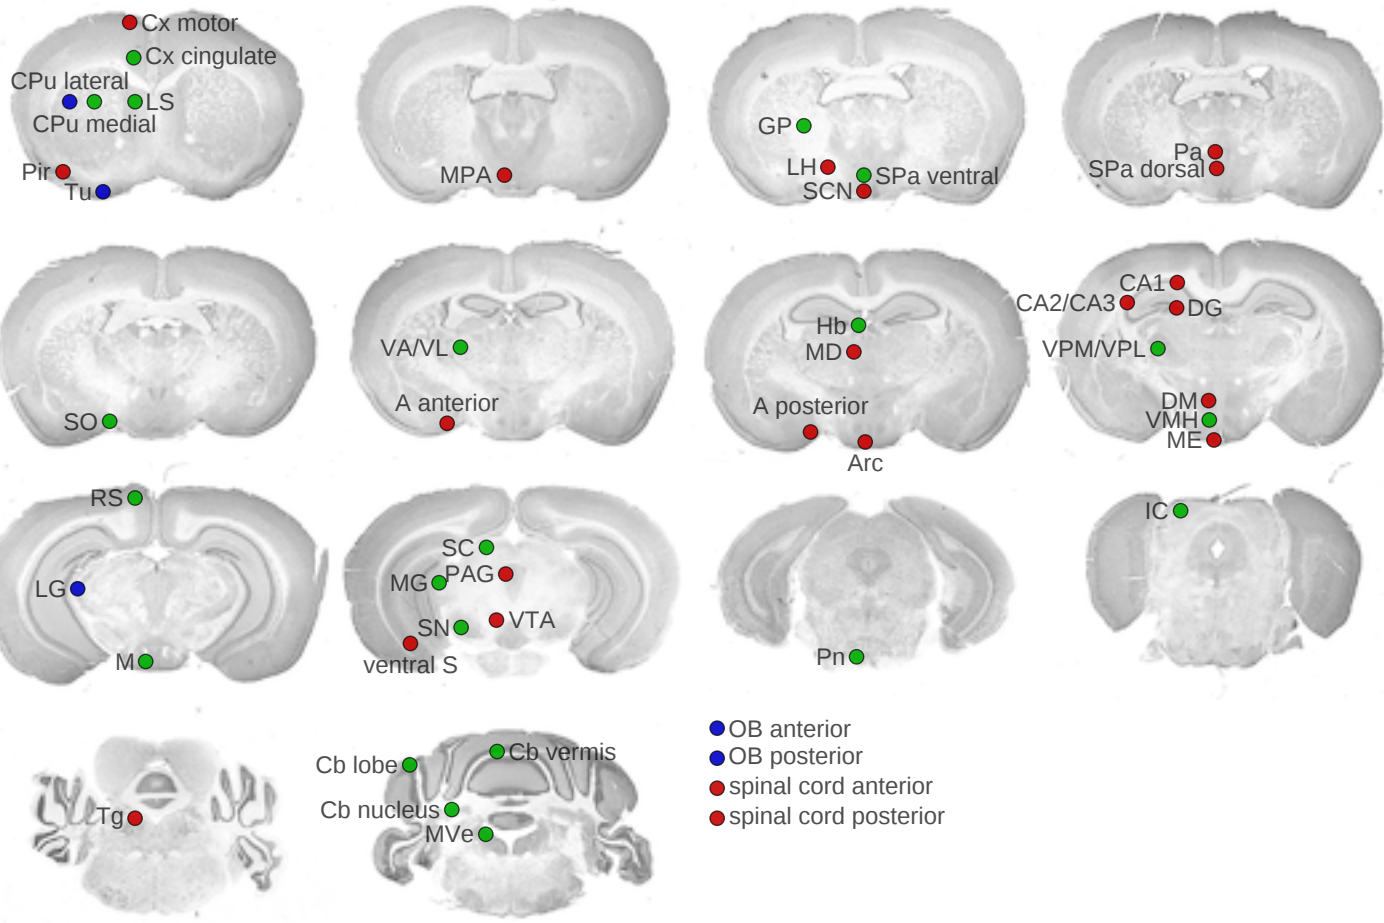 Cx motor
Cx cingulate
CPu lateral
LS
CPu medial
Pir
Tu
MPA
GP
LH
SPa ventral
SCN
Pa
SPa dorsal
SO
VA/VL
A anterior
Hb
MD
A posterior
Arc
CA1
CA2/CA3
DG
VPM/VPL
DM
VMH
ME
RS
LG
M
SC
MG
PAG
SN
VTA
ventral S
Pn
IC
Tg
Cb lobe
Cb vermis
Cb nucleus
MVe
OB anterior
OB posterior
spinal cord anterior
spinal cord posterior